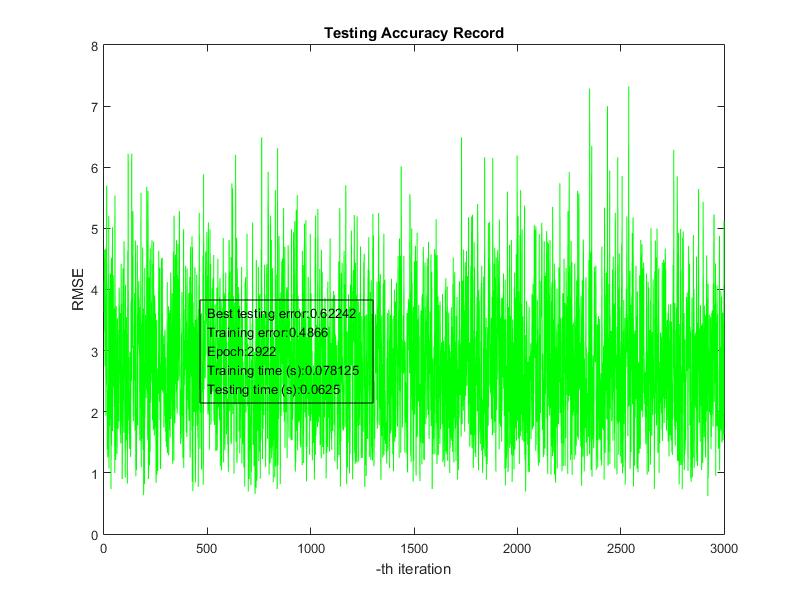 Testing Accuracy Record
8
7
6
5
4
3
2
1
0
RMSE
Best testing error:0.62242
Training error:0.4866
Epoch:2922
Training time (s):0.078125
Testing time (s):0.0625
0 500 1000 1500 2000 2500 3000
-th iteration